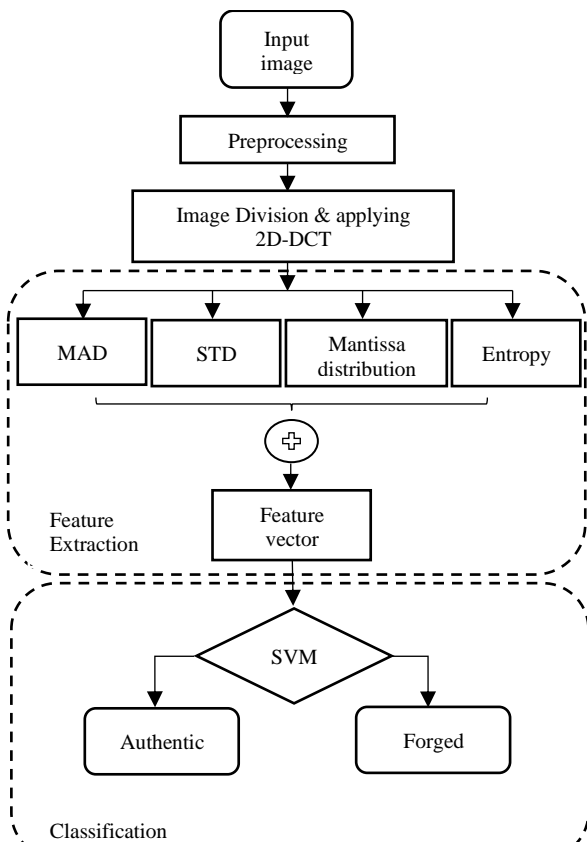 Input
image
Preprocessing
Image Division & applying
2D-DCT
MAD
STD
Mantissa
distribution
Entropy
Feature
Extraction
Feature
vector
SVM
Authentic
Forged
Classification